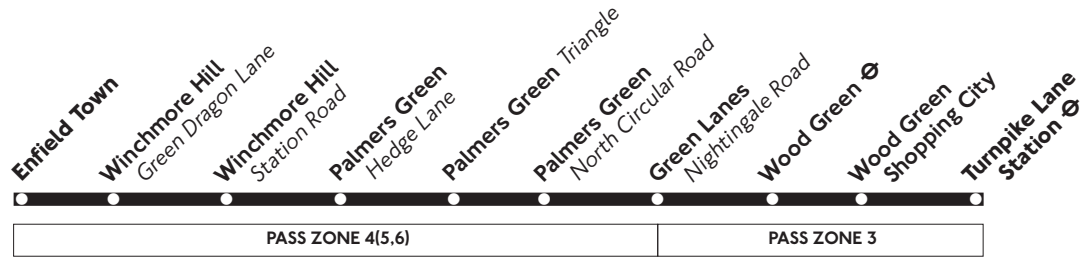 Enfield Town
Winchmore Hill
Green Dragon Lane
Winchmore Hill
Station Road
Palmers Green
Hedge Lane
Palmers Green Triangle
Palmers Green
North Circular Road
Green Lanes
Nightingale Road
Wood Green
Wood Green
Shopping City
Turnpike Lane
Station
PASS ZONE 4(5,6)
PASS ZONE 3